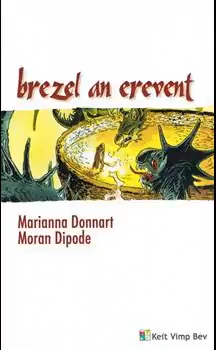 brezel an erevent
Marianna Donnart
Moran Dipode
Keit Vimp Bev